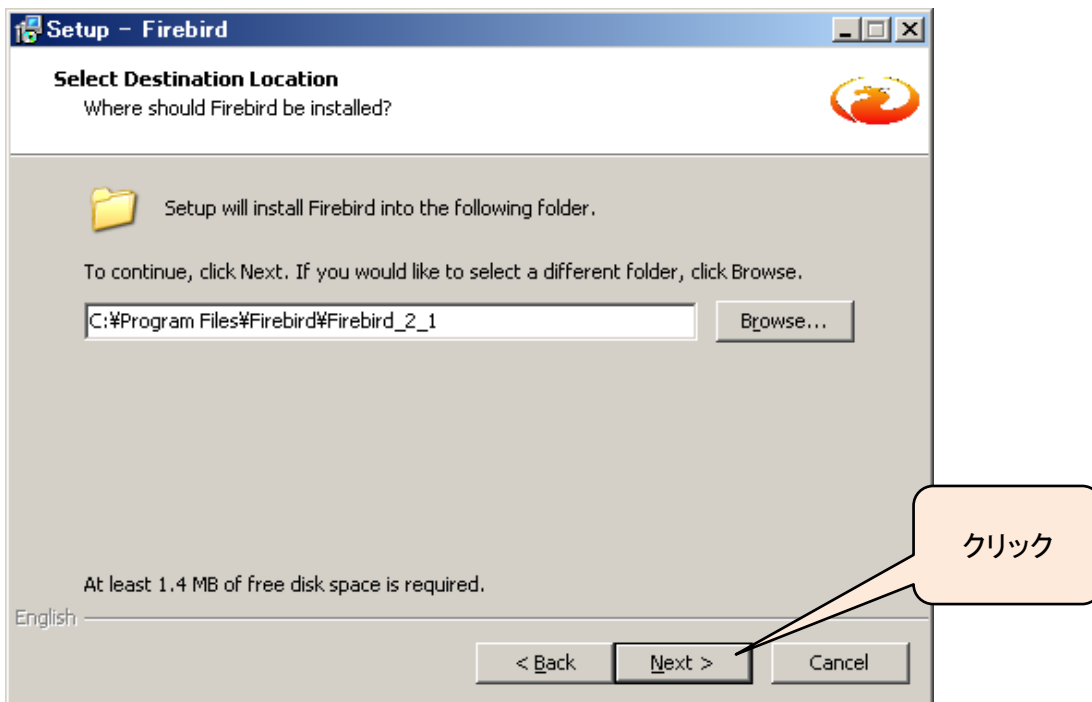 Setup - Firebird
Select Destination Location
Where should Firebird be installed?
Setup will install Firebird into the following folder.
To continue, click Next. If you would like to select a different folder, click Browse.
C:¥Program Files¥Firebird¥Firebird_2_1
Browse...
クリック
At least 1.4 MB of free disk space is required.
English
< Back
Next >
Cancel